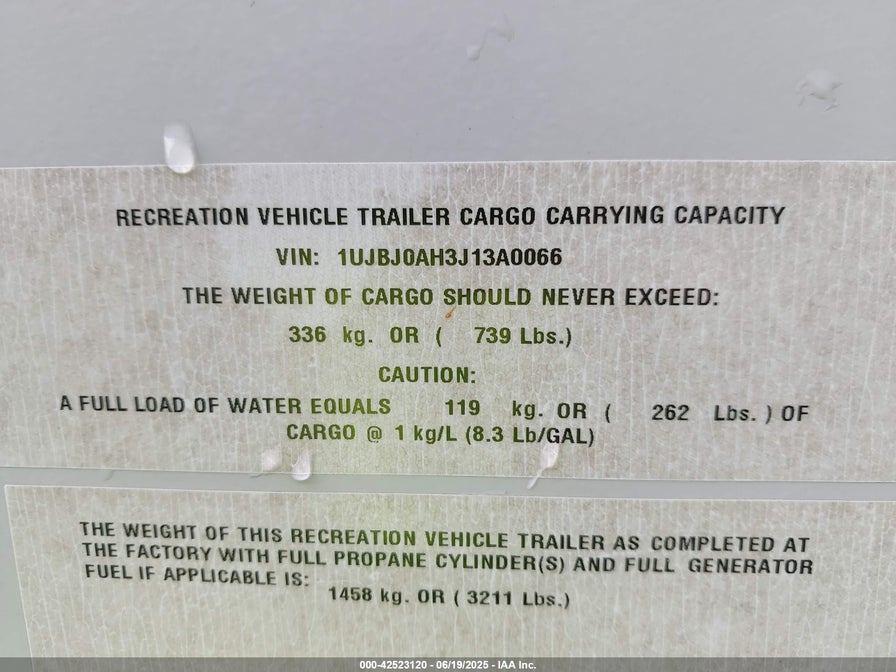 RECREATION VEHICLE TRAILER CARGO CARRYING CAPACITY
VIN: 1UJBJ0AH3J13A0066
THE WEIGHT OF CARGO SHOULD NEVER EXCEED:
336 kg. OR ( 739 Lbs.)
CAUTION:
A FULL LOAD OF WATER EQUALS 119 kg. OR ( 262 Lbs. ) OF
CARGO @ 1 kg/L (8.3 Lb/GAL)
THE WEIGHT OF THIS RECREATION VEHICLE TRAILER AS COMPLETED AT
THE FACTORY WITH FULL PROPANE CYLINDER(S) AND FULL GENERATOR
FUEL IF APPLICABLE IS:
1458 kg. OR ( 3211 Lbs.)
000-42523120 - 06/19/2025 - IAA Inc.